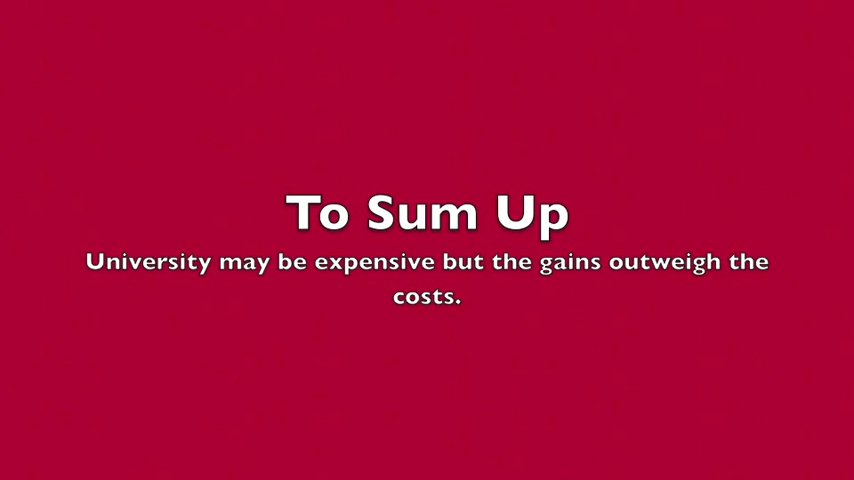 To Sum Up
University may be expensive but the gains outweigh the
costs.